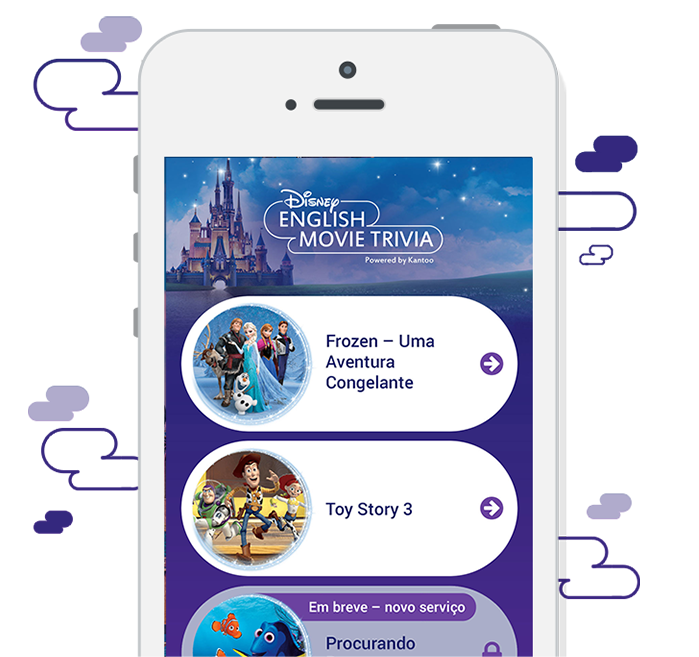 Disney
ENGLISH
MOVIE TRIVIA
Powered by Kantoo
Frozen – Uma
Aventura
Congelante
Toy Story 3
Em breve – novo serviço
Procurando